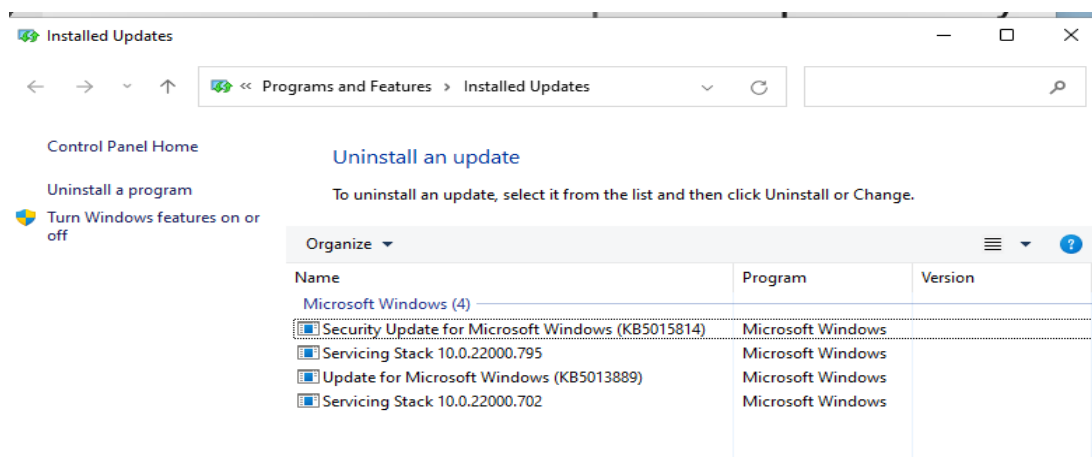 Installed Updates
« Programs and Features > Installed Updates
Control Panel Home
Uninstall an update
Uninstall a program
To uninstall an update, select it from the list and then click Uninstall or Change.
Turn Windows features on or
off
Organize
Name Program Version
Microsoft Windows (4)
Security Update for Microsoft Windows (KB5015814) Microsoft Windows
Servicing Stack 10.0.22000.795 Microsoft Windows
Update for Microsoft Windows (KB5013889) Microsoft Windows
Servicing Stack 10.0.22000.702 Microsoft Windows